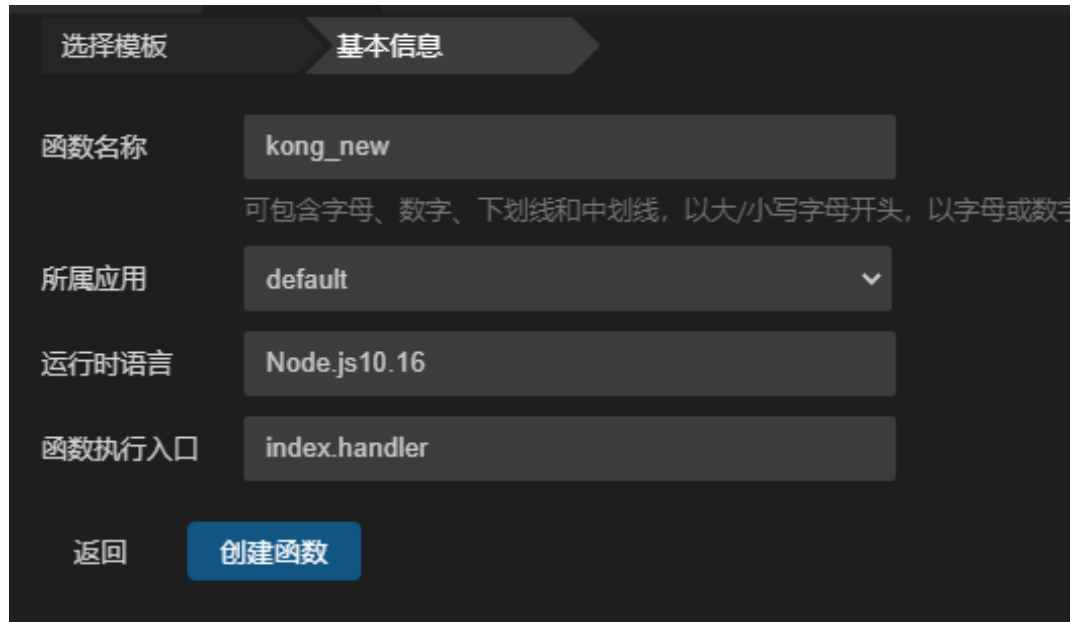 选择模板 基本信息
函数名称 kong_new
可包含字母、数字、下划线和中划线，以大/小写字母开头，以字母或数字
所属应用 default
运行时语言 Node.js10.16
函数执行入口 index.handler
返回 创建函数